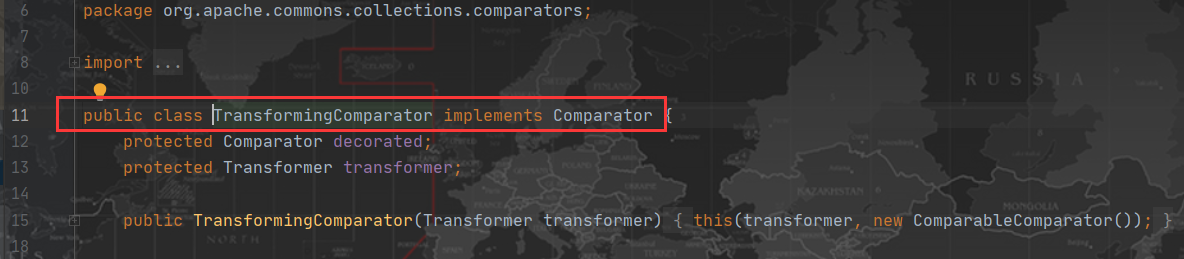 6 package org.apache.commons.collections.comparators;
7
8 import ...
10
11 public class TransformingComparator implements Comparator {
12 protected Comparator decorated;
13 protected Transformer transformer;
14
15 public TransformingComparator(Transformer transformer) { this(transformer, new ComparableComparator()); }
18
RUSSIA
KAZAKHSTAN
MONGOLIA
NORTH